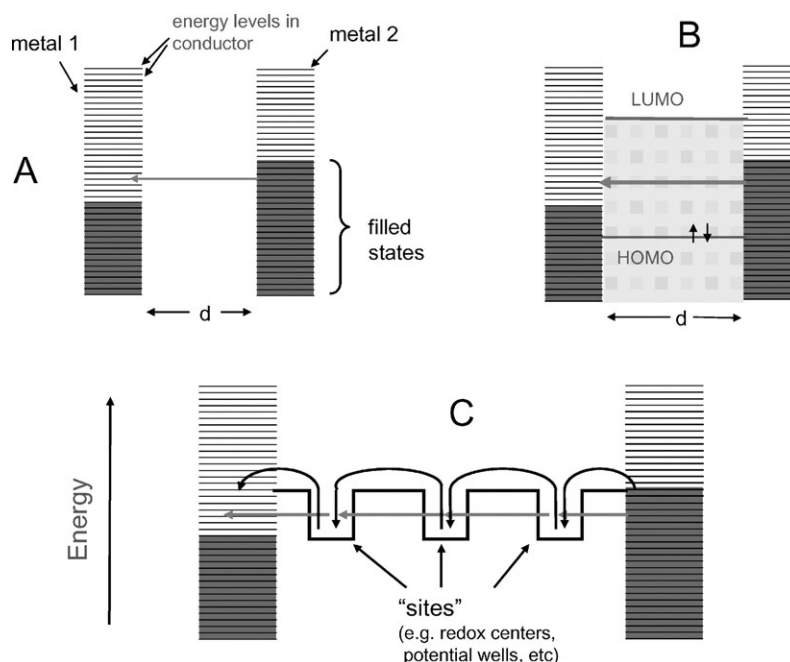 energy levels in
conductor
metal 1
metal 2
A
filled
states
d
B
LUMO
HOMO
d
C
Energy
“sites”
(e.g. redox centers,
potential wells, etc)